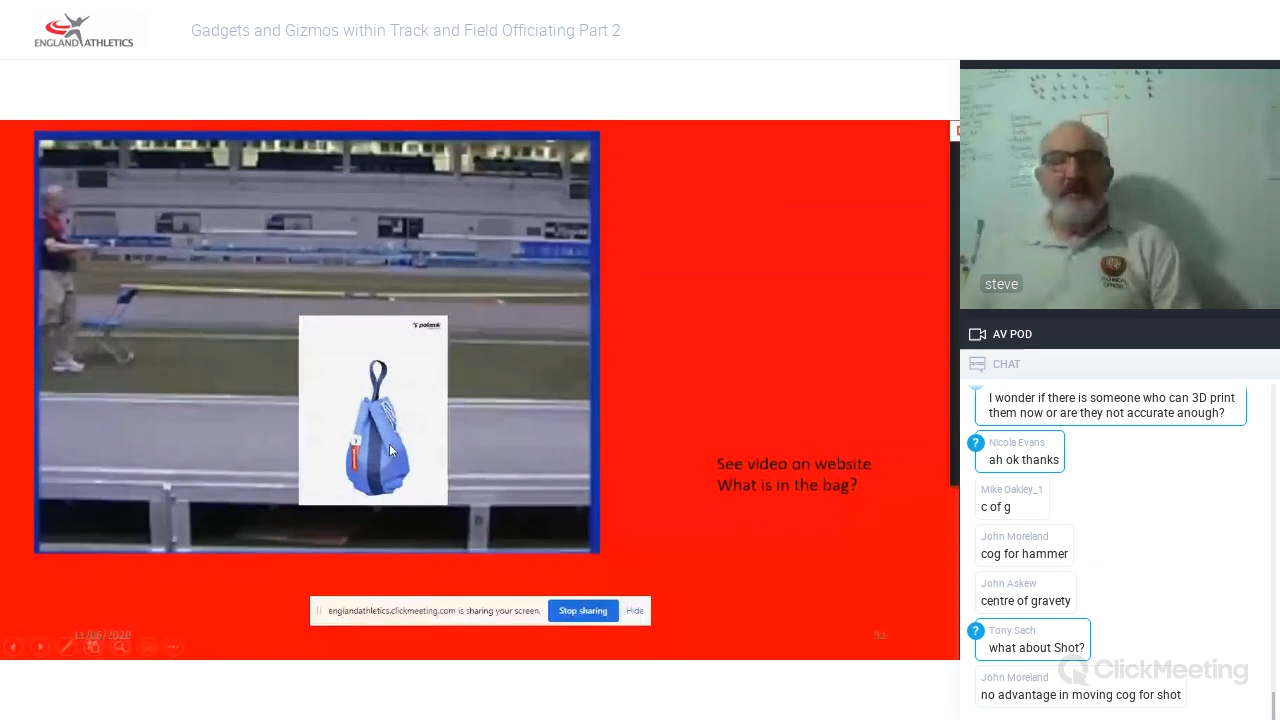 ENGLAND ATHLETICS
Gadgets and Gizmos within Track and Field Officiating Part 2
polanik
See video on website
What is in the bag?
englandathletics.clickmeeting.com is sharing your screen.
Stop sharing
Hide
11/06/2020
steve
AV POD
CHAT
I wonder if there is someone who can 3D print
them now or are they not accurate anough?
?
Nicola Evans
ah ok thanks
Mike Oakley_1
c of g
John Moreland
cog for hammer
John Askew
centre of gravety
?
Tony Sach
what about Shot?
ClickMeeting
John Moreland
no advantage in moving cog for shot